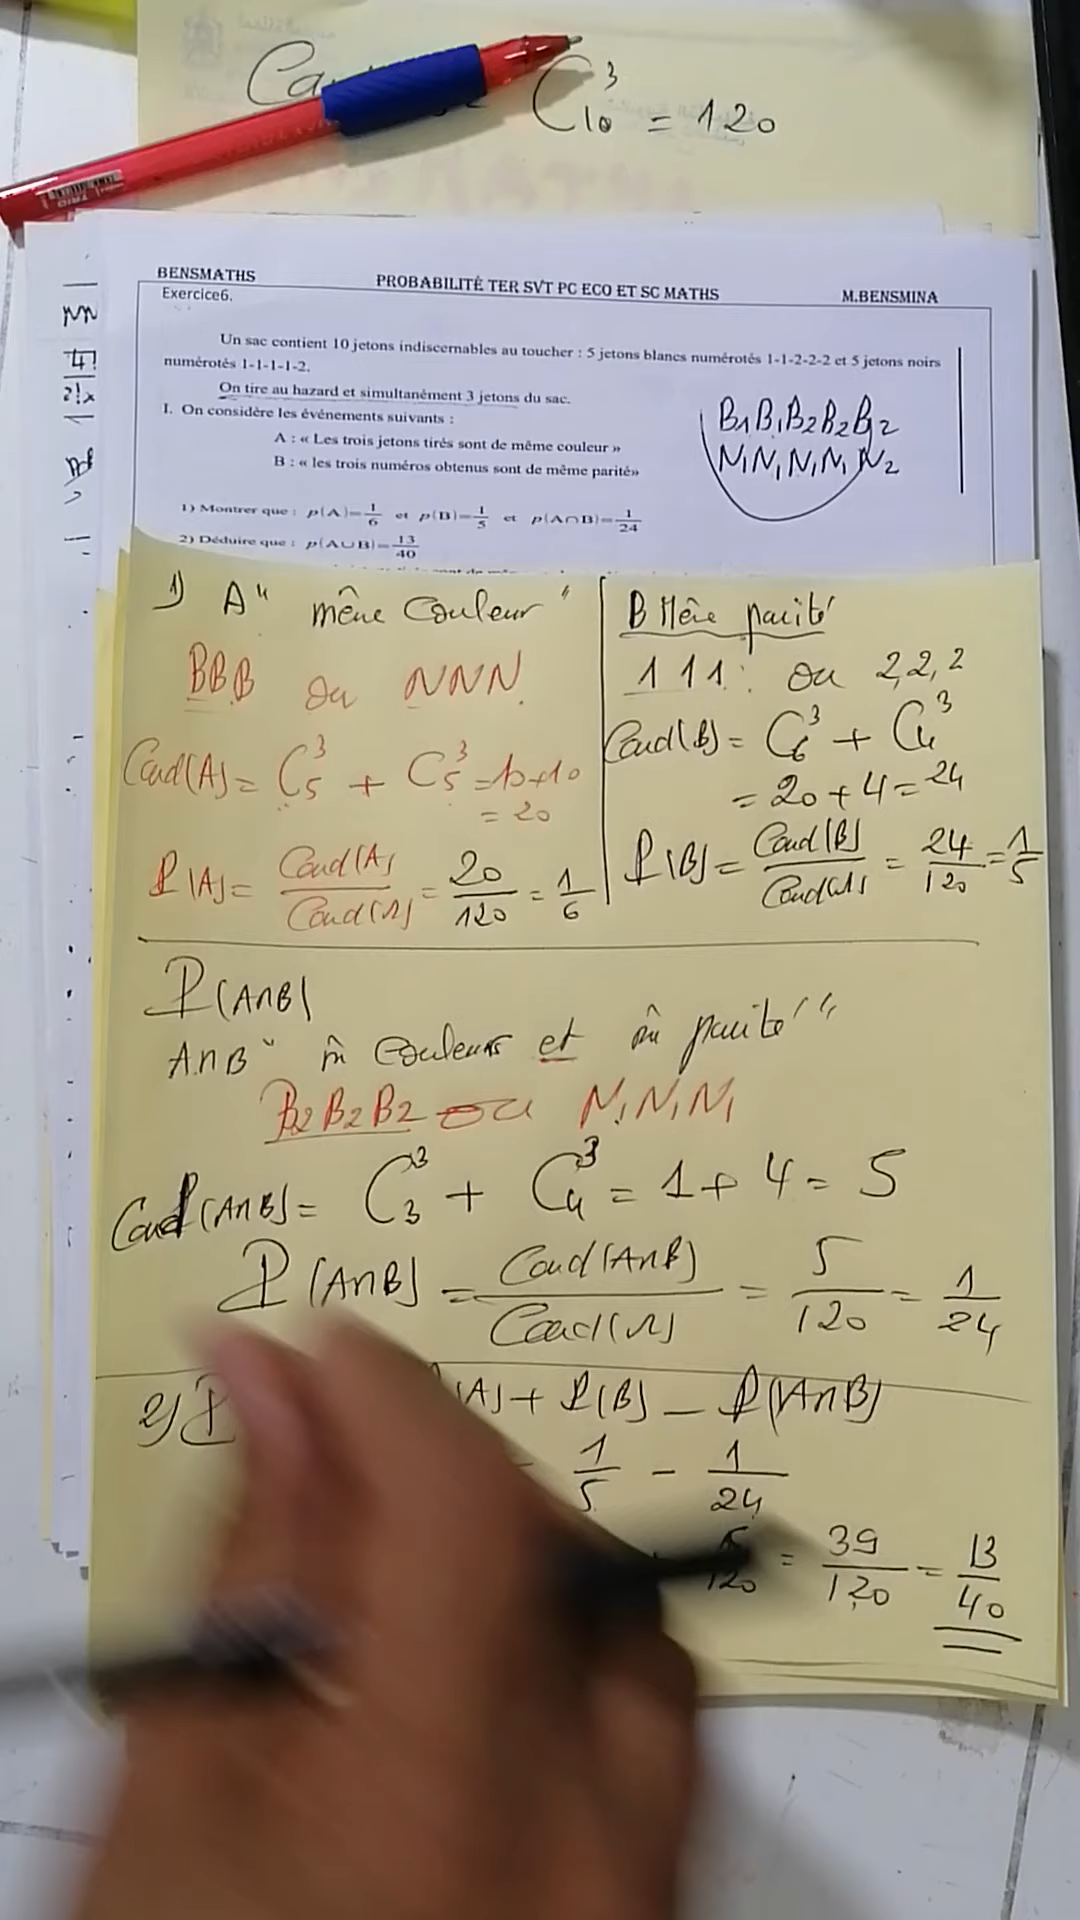 C₁₀³ = 120
BENSMATHS PROBABILITÉ TER SVT PC ECO ET SC MATHS M.BENSMINA
Exercice6.
Un sac contient 10 jetons indiscernables au toucher : 5 jetons blancs numérotés 1-1-2-2-2 et 5 jetons noirs
numérotés 1-1-1-1-2.
On tire au hazard et simultanément 3 jetons du sac.
I. On considère les événements suivants :
A : « Les trois jetons tirés sont de même couleur »
B : « les trois numéros obtenus sont de même parité»
B₁B₁B₂B₂B₂
N₁N₁N₁N₁N₂
1) Montrer que : p(A)=1/6 et p(B)=1/5 et p(A∩B)=1/24
2) Déduire que : p(A∪B)=13/40
1) A" même couleur"
BBB ou NNN
Card(A) = C₅³ + C₅³ = 10+10
= 20
P(A) = Card(A)/Card(Ω) = 20/120 = 1/6
B Même parité
1 1 1 : ou 2,2,2
Card(B) = C₆³ + C₄³
= 20 + 4 = 24
P(B) = Card(B)/Card(Ω) = 24/120 = 1/5
P(A∩B)
A∩B " m̂ couleurs et m̂ parité"
B₂B₂B₂ ou N₁N₁N₁
Card(A∩B) = C₃³ + C₄³ = 1 + 4 = 5
P(A∩B) = Card(A∩B)/Card(Ω) = 5/120 = 1/24
2) P (A) + P(B) − P(A∩B)
1/5 − 1/24
120 = 39/120 = 13/40